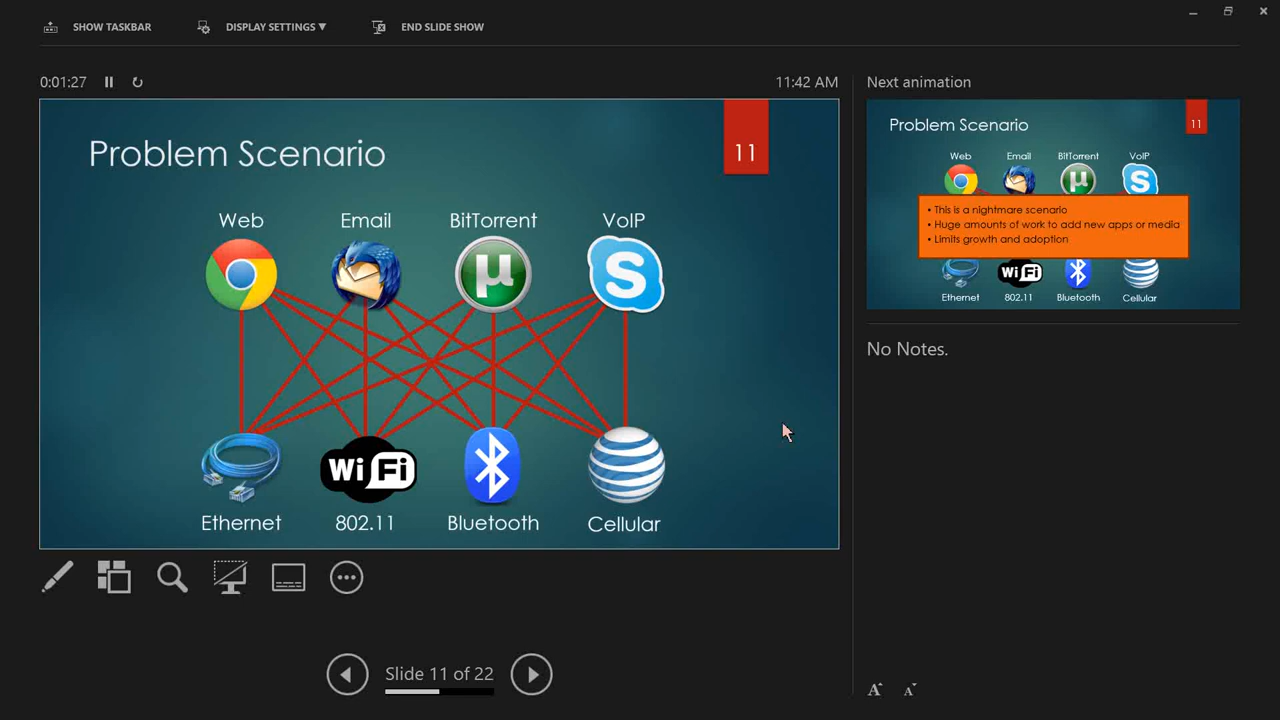 SHOW TASKBAR
DISPLAY SETTINGS ▼
END SLIDE SHOW
0:01:27
11:42 AM
Problem Scenario
11
Web
Email
BitTorrent
VoIP
µ
S
WiFi
Ethernet
802.11
Bluetooth
Cellular
Slide 11 of 22
Next animation
Problem Scenario
11
Web
Email
BitTorrent
VoIP
µ
S
• This is a nightmare scenario
• Huge amounts of work to add new apps or media
• Limits growth and adoption
WiFi
Ethernet
802.11
Bluetooth
Cellular
No Notes.
A
A